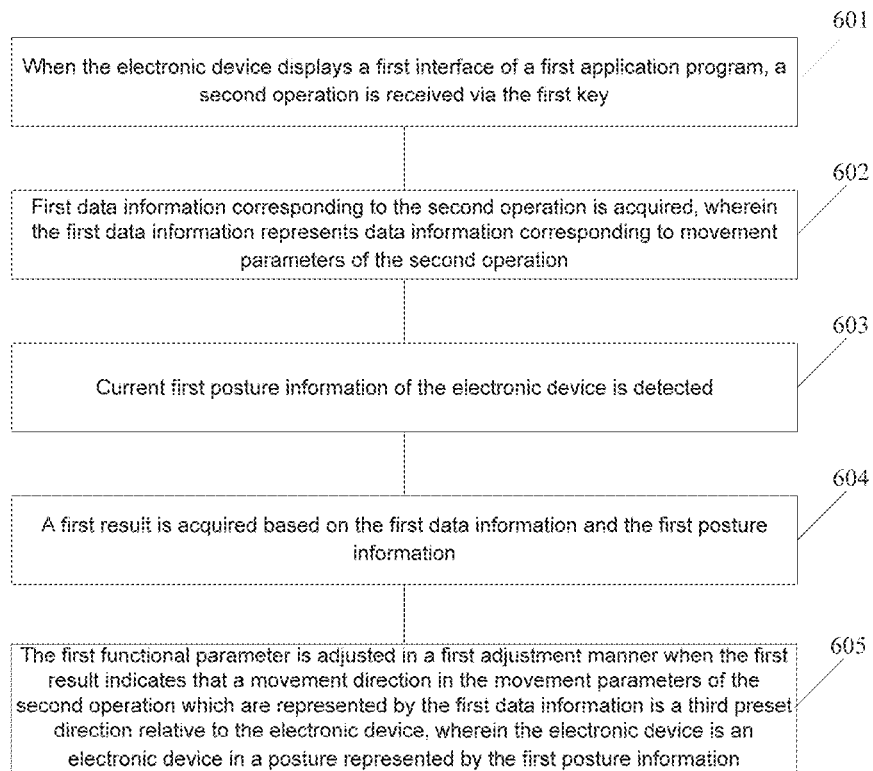 601
When the electronic device displays a first interface of a first application program, a
second operation is received via the first key
602
First data information corresponding to the second operation is acquired, wherein
the first data information represents data information corresponding to movement
parameters of the second operation
603
Current first posture information of the electronic device is detected
604
A first result is acquired based on the first data information and the first posture
information
605
The first functional parameter is adjusted in a first adjustment manner when the first
result indicates that a movement direction in the movement parameters of the
second operation which are represented by the first data information is a third preset
direction relative to the electronic device, wherein the electronic device is an
electronic device in a posture represented by the first posture information